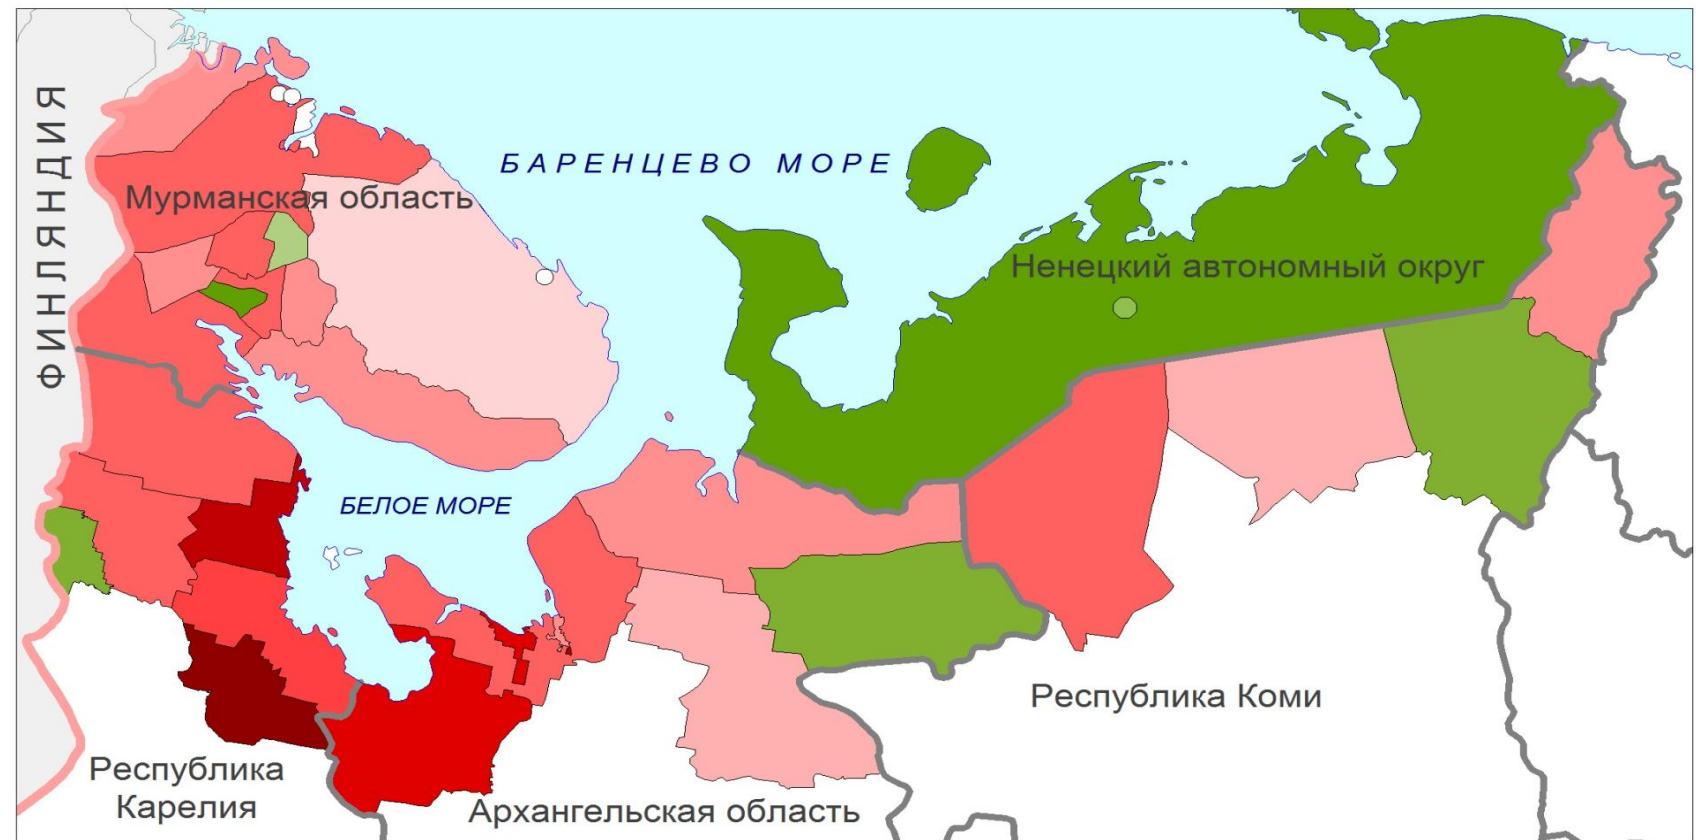 ФИНЛЯНДИЯ
БАРЕНЦЕВО МОРЕ
Мурманская область
Ненецкий автономный округ
БЕЛОЕ МОРЕ
Республика Коми
Республика
Карелия
Архангельская область